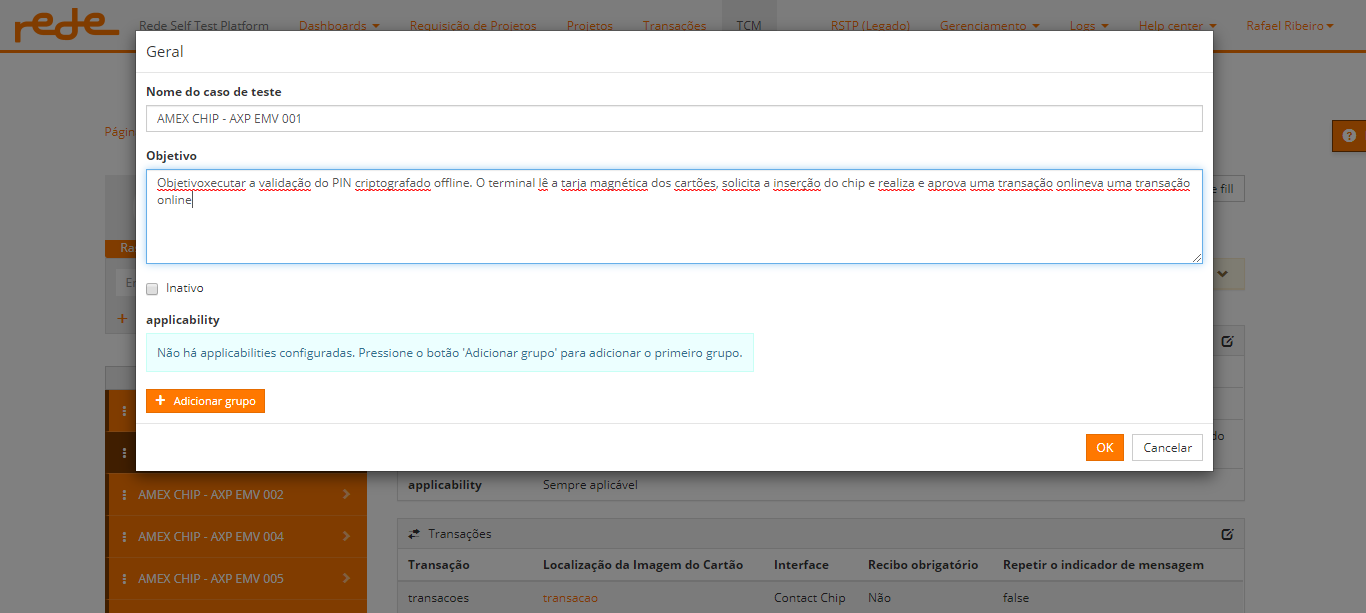 rede Rede Self Test Platform Dashboards Requisição de Projetos Projetos Transações TCM RSTP (Legado) Gerenciamento Logs Help center Rafael Ribeiro
Geral
Nome do caso de teste
AMEX CHIP - AXP EMV 001
Págin
Objetivo
Objetivoxecutar a validação do PIN criptografado offline. O terminal lê a tarja magnética dos cartões, solicita a inserção do chip e realiza e aprova uma transação onlineva uma transação
online
e fill
Ra
En
Inativo
+
applicability
Não há applicabilities configuradas. Pressione o botão 'Adicionar grupo' para adicionar o primeiro grupo.
+ Adicionar grupo
do
OK Cancelar
AMEX CHIP - AXP EMV 002
applicability Sempre aplicável
AMEX CHIP - AXP EMV 004
Transações
Transação Localização da Imagem do Cartão Interface Recibo obrigatório Repetir o indicador de mensagem
AMEX CHIP - AXP EMV 005
transacoes transacao Contact Chip Não false